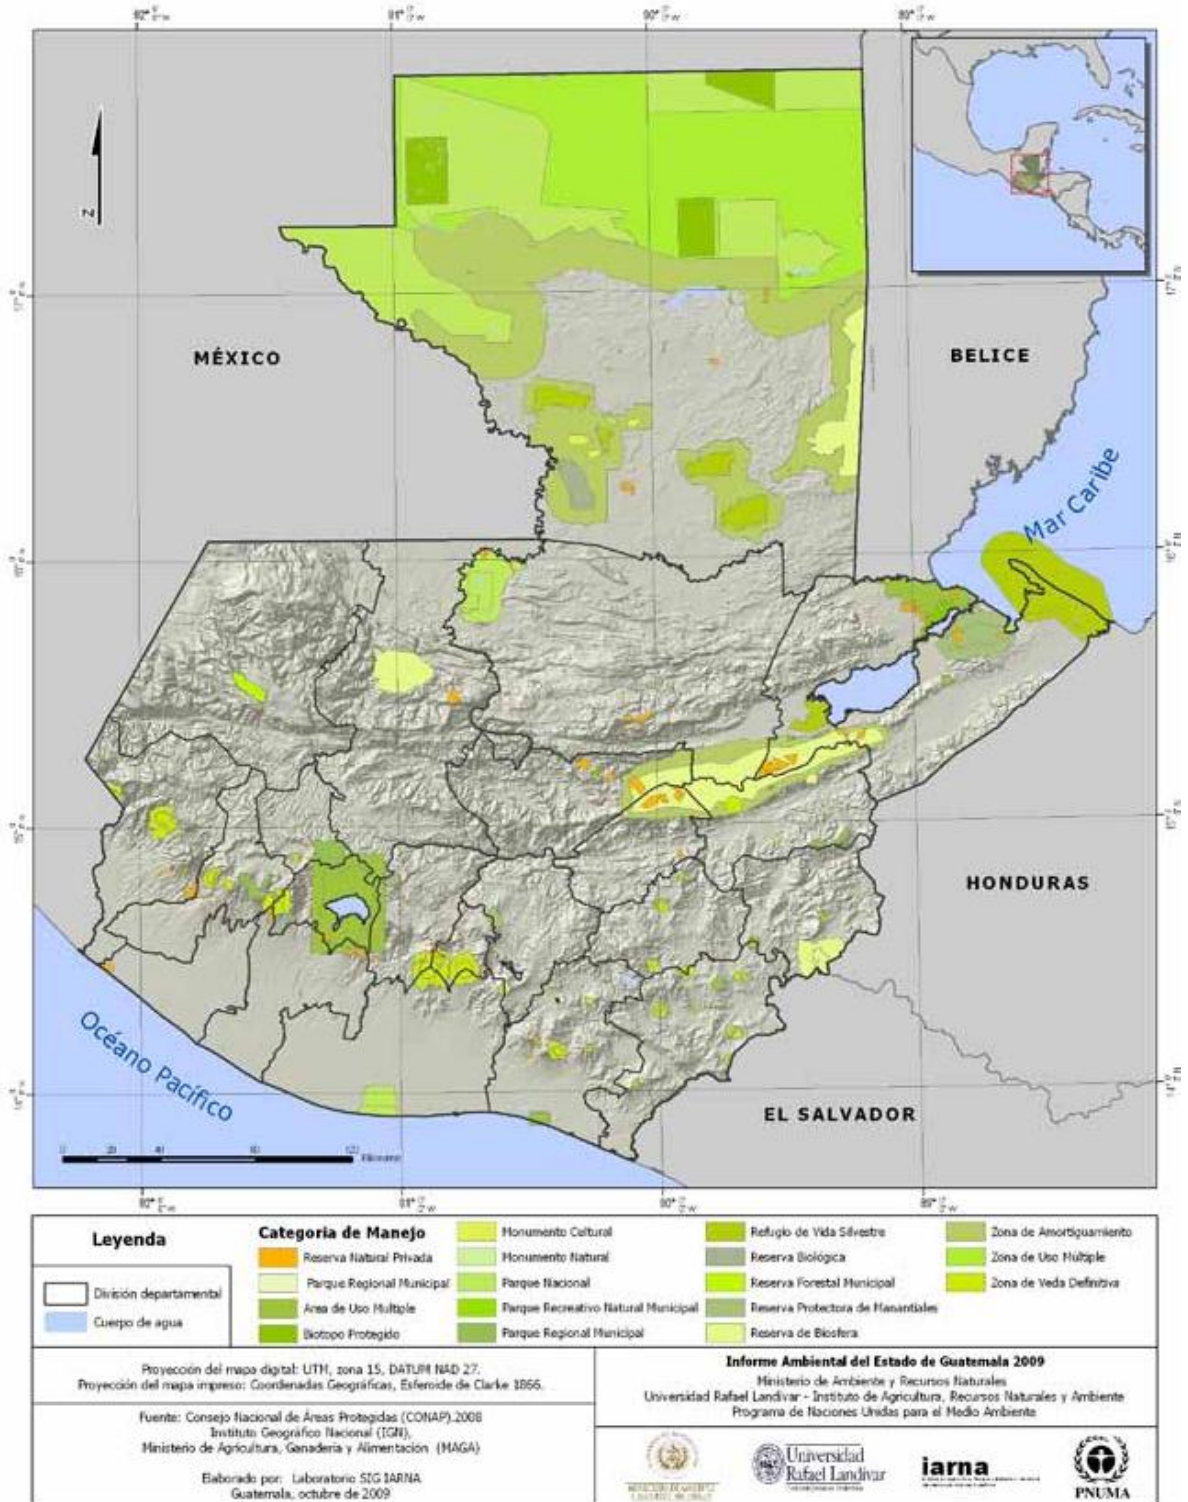 N
MÉXICO
BELICE
Mar Caribe
HONDURAS
Océano Pacífico
EL SALVADOR
Leyenda
División departamental
Cuerpo de agua
Categoria de Manejo
Reserva Natural Privada
Parque Regional Municipal
Area de Uso Multiple
Biotopo Protegido
Monumento Cultural
Monumento Natural
Parque Nacional
Parque Recreativo Natural Municipal
Parque Regional Municipal
Refugio de Vida Silvestre
Reserva Biológica
Reserva Forestal Municipal
Reserva Protectora de Manantiales
Reserva de Biosfera
Zona de Amortiguamiento
Zona de Uso Múltiple
Zona de Veda Definitiva
Proyección del mapa digital: UTM, zona 15, DATUM NAD 27.
Proyección del mapa impreso: Coordenadas Geográficas, Esferoide de Clarke 1866.
Fuente: Consejo Nacional de Áreas Protegidas (CONAP).2008
Instituto Geográfico Nacional (IGN),
Ministerio de Agricultura, Ganadería y Alimentación (MAGA)
Elaborado por: Laboratorio SIG IARNA
Guatemala, octubre de 2009
Informe Ambiental del Estado de Guatemala 2009
Ministerio de Ambiente y Recursos Naturales
Universidad Rafael Landívar - Instituto de Agricultura, Recursos Naturales y Ambiente
Programa de Naciones Unidas para el Medio Ambiente
Universidad
Rafael Landívar
iarna
PNUMA